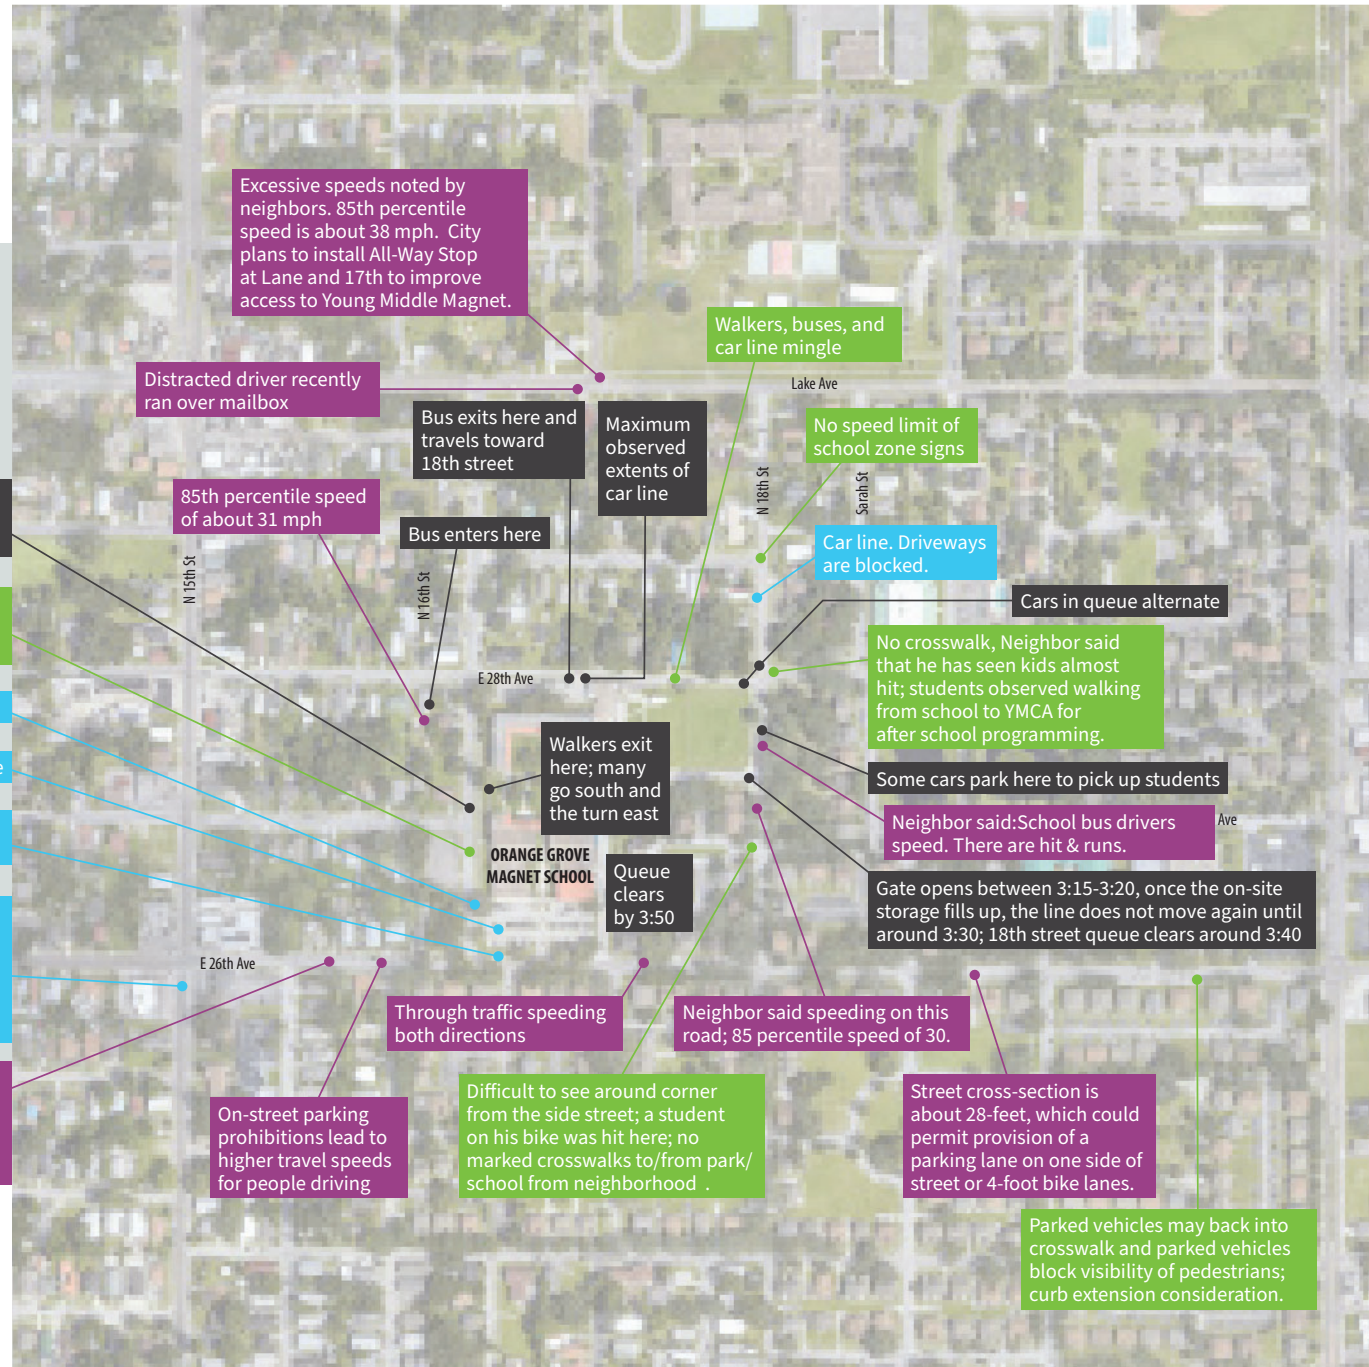 Excessive speeds noted by
neighbors. 85th percentile
speed is about 38 mph. City
plans to install All-Way Stop
at Lane and 17th to improve
access to Young Middle Magnet.
Walkers, buses, and
car line mingle
Distracted driver recently
ran over mailbox
Lake Ave
Bus exits here and
travels toward
18th street
Maximum
observed
extents of
car line
No speed limit of
school zone signs
N 18th St
Sarah St
85th percentile speed
of about 31 mph
Bus enters here
Car line. Driveways
are blocked.
N 15th St
N 16th St
Cars in queue alternate
No crosswalk, Neighbor said
that he has seen kids almost
hit; students observed walking
from school to YMCA for
after school programming.
E 28th Ave
Walkers exit
here; many
go south and
the turn east
e
Some cars park here to pick up students
Neighbor said:School bus drivers
speed. There are hit & runs.
Ave
ORANGE GROVE
MAGNET SCHOOL
Queue
clears
by 3:50
Gate opens between 3:15-3:20, once the on-site
storage fills up, the line does not move again until
around 3:30; 18th street queue clears around 3:40
E 26th Ave
Through traffic speeding
both directions
Neighbor said speeding on this
road; 85 percentile speed of 30.
On-street parking
prohibitions lead to
higher travel speeds
for people driving
Difficult to see around corner
from the side street; a student
on his bike was hit here; no
marked crosswalks to/from park/
school from neighborhood .
Street cross-section is
about 28-feet, which could
permit provision of a
parking lane on one side of
street or 4-foot bike lanes.
Parked vehicles may back into
crosswalk and parked vehicles
block visibility of pedestrians;
curb extension consideration.